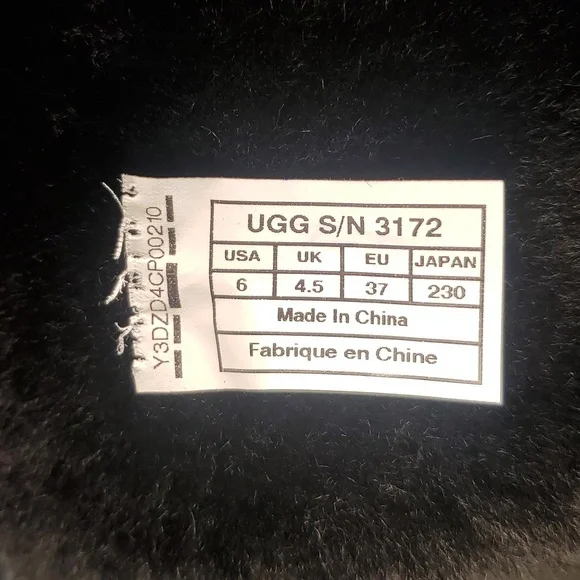 UGG S/N 3172
USA UK EU JAPAN
6 4.5 37 230
Made In China
Fabrique en Chine
Y3DZD4CP00210